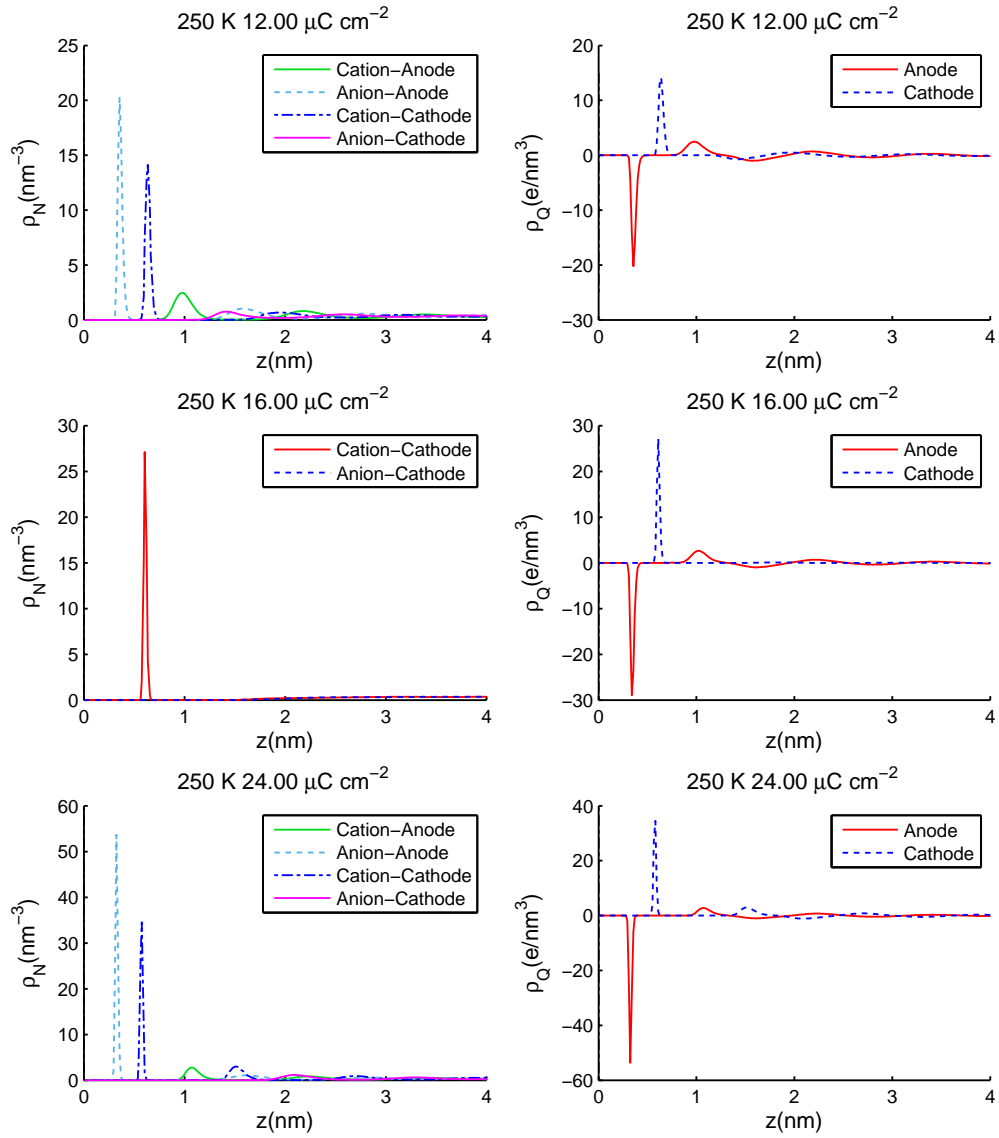 250 K 12.00 μC cm−2
ρN(nm−3)
25
20
15
10
5
0
0 1 2 3 4
z(nm)
Cation−Anode
Anion−Anode
Cation−Cathode
Anion−Cathode
250 K 12.00 μC cm−2
ρQ(e/nm3)
20
10
0
−10
−20
−30
0 1 2 3 4
z(nm)
Anode
Cathode
250 K 16.00 μC cm−2
ρN(nm−3)
30
25
20
15
10
5
0
0 1 2 3 4
z(nm)
Cation−Cathode
Anion−Cathode
250 K 16.00 μC cm−2
ρQ(e/nm3)
30
20
10
0
−10
−20
−30
0 1 2 3 4
z(nm)
Anode
Cathode
250 K 24.00 μC cm−2
ρN(nm−3)
60
50
40
30
20
10
0
0 1 2 3 4
z(nm)
Cation−Anode
Anion−Anode
Cation−Cathode
Anion−Cathode
250 K 24.00 μC cm−2
ρQ(e/nm3)
40
20
0
−20
−40
−60
0 1 2 3 4
z(nm)
Anode
Cathode